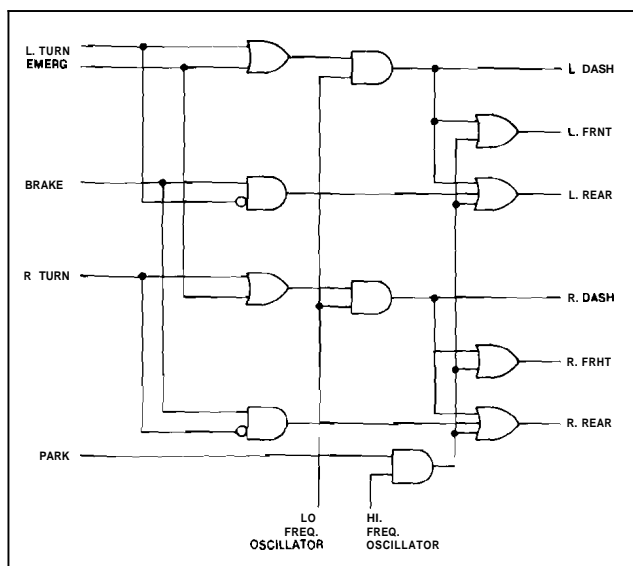 L. TURN
EMERG
L DASH
L. FRNT
BRAKE
L. REAR
R TURN
R. DASH
R. FRHT
R. REAR
PARK
LO
FREQ.
OSCILLATOR
HI.
FREQ.
OSCILLATOR